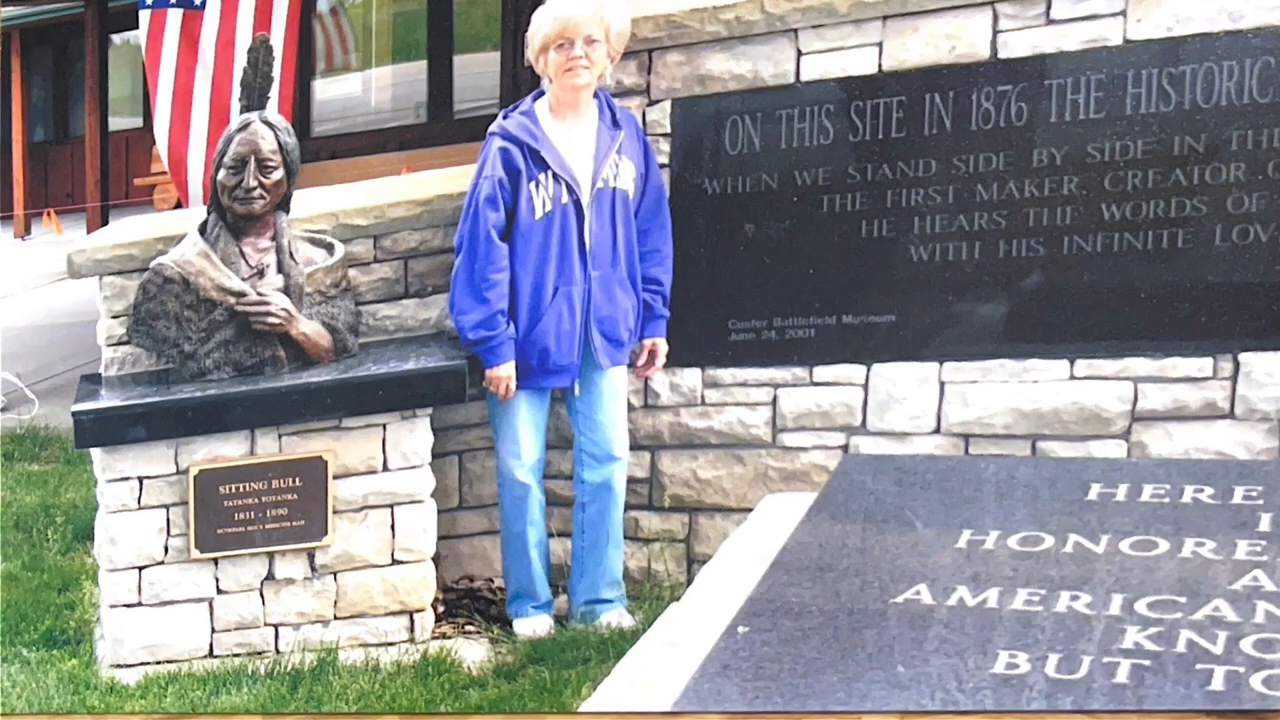 SITTING BULL
TATANKA YOTANKA
1831 - 1890
ON THIS SITE IN 1876 THE HISTORIC
"WHEN WE STAND SIDE BY SIDE IN THE
THE FIRST MAKER, CREATOR
HE HEARS THE WORDS OF
WITH HIS INFINITE LOV
Custer Battlefield Museum
June 24, 2001
HERE
I
HONORE
A
AMERICAN
KNO
BUT TO